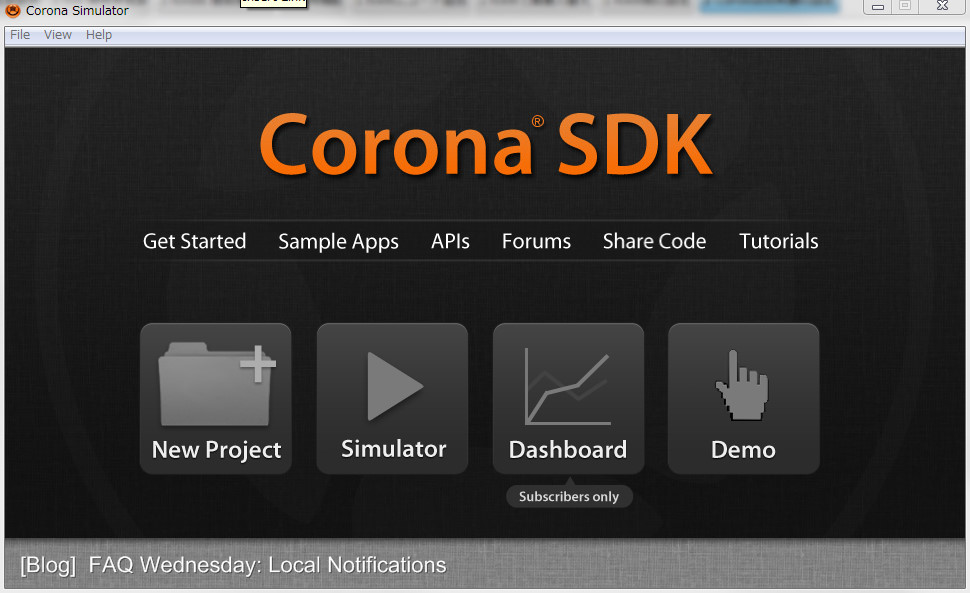 Corona Simulator
File View Help
Corona® SDK
Get Started Sample Apps APIs Forums Share Code Tutorials
New Project Simulator Dashboard Demo
Subscribers only
[Blog] FAQ Wednesday: Local Notifications